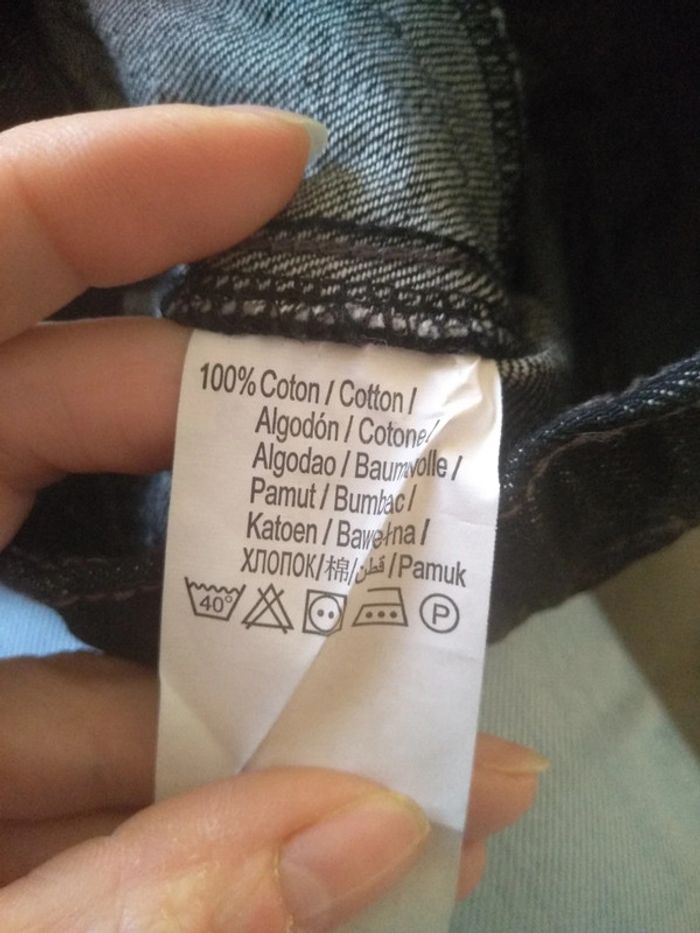 100% Coton / Cotton /
Algodón / Cotone/
Algodao / Baumwolle /
Pamut / Bumbac /
Katoen / Bawełna /
ХЛОПОК/棉/قطن/Pamuk
40° P